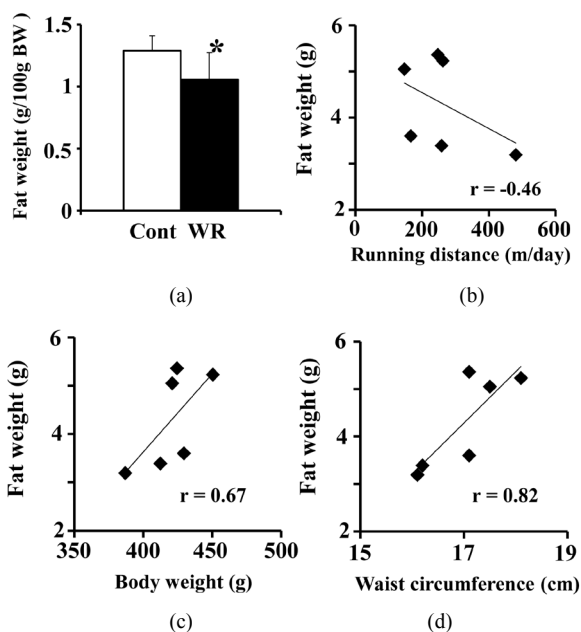 Fat weight (g/100g BW)
1.5
1
0.5
0
*
Cont WR
(a)
Fat weight (g)
6
4
2
r = -0.46
0 200 400 600
Running distance (m/day)
(b)
Fat weight (g)
6
4
2
r = 0.67
350 400 450 500
Body weight (g)
(c)
Fat weight (g)
6
4
2
r = 0.82
15 17 19
Waist circumference (cm)
(d)